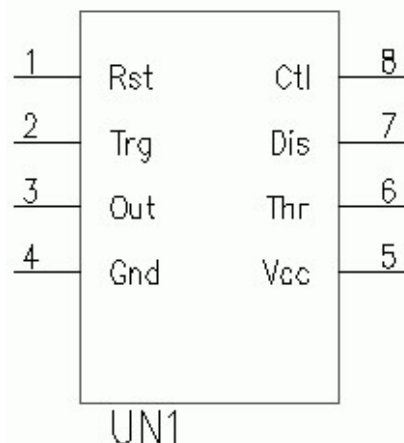 1 Rst Ctl 8
2 Trg Dis 7
3 Out Thr 6
4 Gnd Vcc 5
UN1